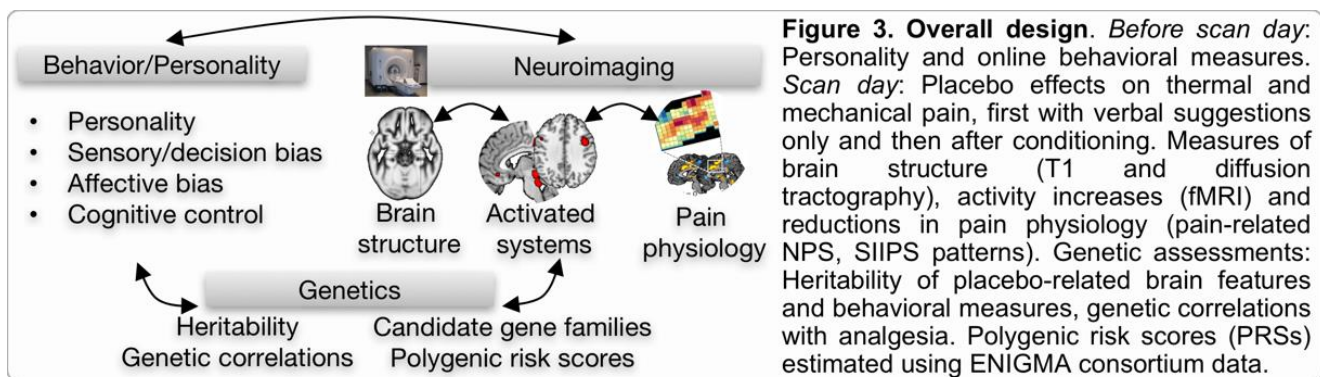 Behavior/Personality
• Personality
• Sensory/decision bias
• Affective bias
• Cognitive control
Neuroimaging
Brain
structure
Activated
systems
Pain
physiology
Genetics
Heritability
Genetic correlations
Candidate gene families
Polygenic risk scores
Figure 3. Overall design. Before scan day:
Personality and online behavioral measures.
Scan day: Placebo effects on thermal and
mechanical pain, first with verbal suggestions
only and then after conditioning. Measures of
brain structure (T1 and diffusion
tractography), activity increases (fMRI) and
reductions in pain physiology (pain-related
NPS, SIIPS patterns). Genetic assessments:
Heritability of placebo-related brain features
and behavioral measures, genetic correlations
with analgesia. Polygenic risk scores (PRSs)
estimated using ENIGMA consortium data.